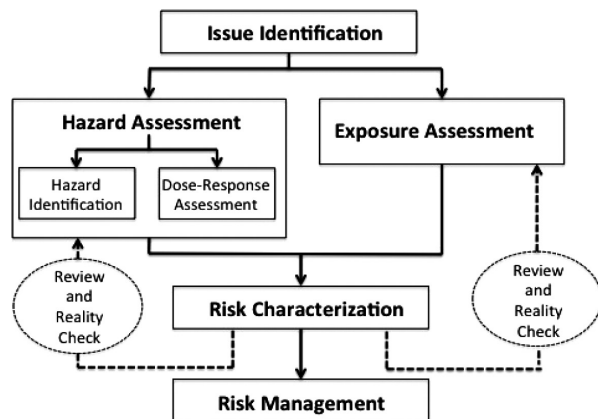 Issue Identification
Hazard Assessment
Exposure Assessment
Hazard
Identification
Dose-Response
Assessment
Review
and
Reality
Check
Review
and
Reality
Check
Risk Characterization
Risk Management